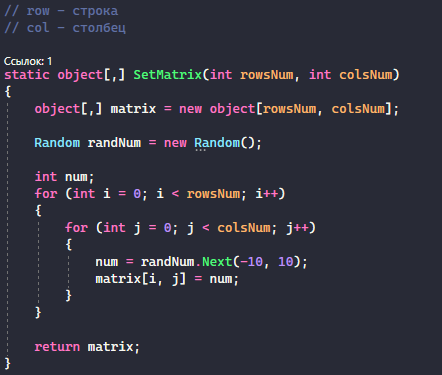 // row - строка
// col - столбец
Ссылок: 1
static object[,] SetMatrix(int rowsNum, int colsNum)
{
    object[,] matrix = new object[rowsNum, colsNum];
    Random randNum = new Random();
    int num;
    for (int i = 0; i < rowsNum; i++)
    {
        for (int j = 0; j < colsNum; j++)
        {
            num = randNum.Next(-10, 10);
            matrix[i, j] = num;
        }
    }
    return matrix;
}